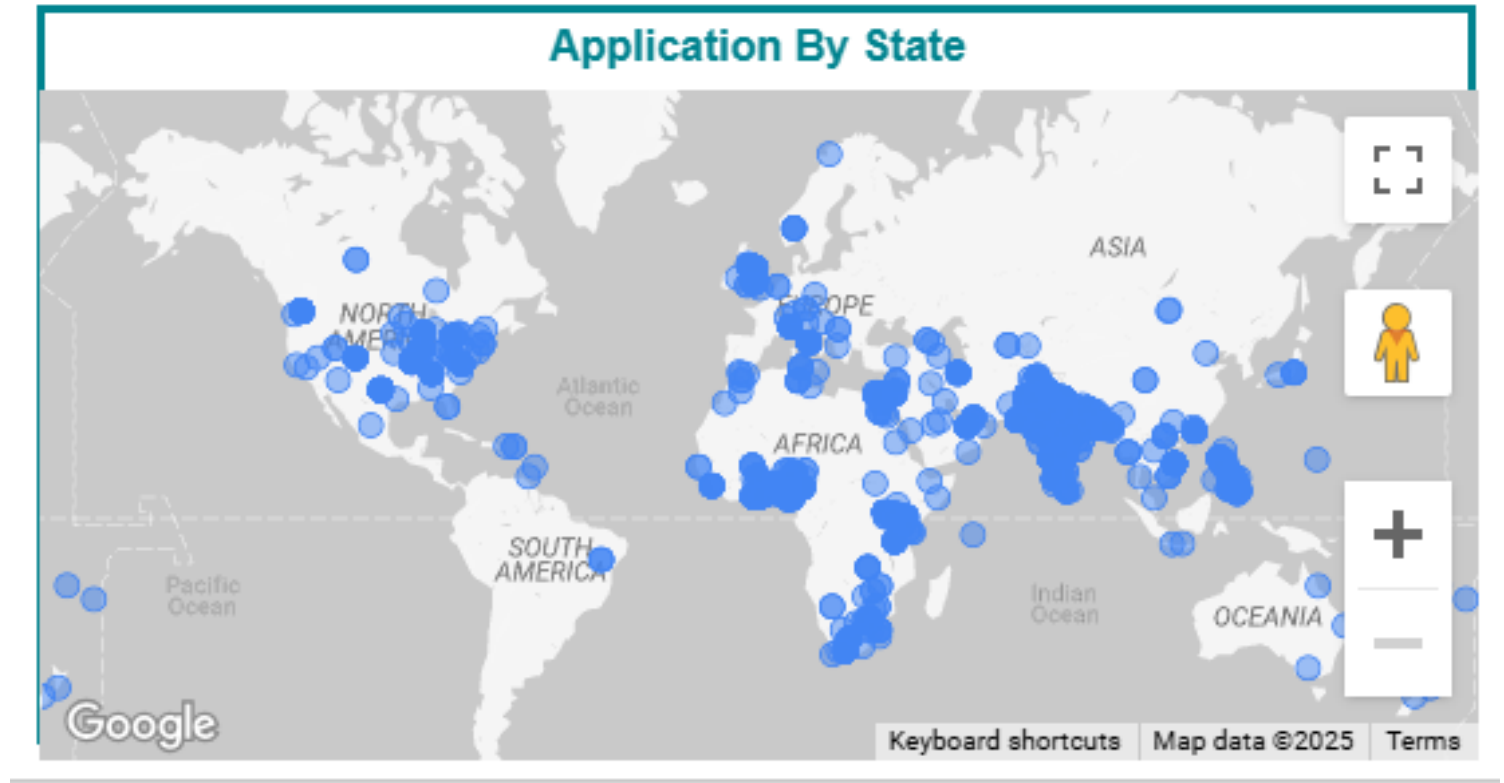 Application By State
ASIA
NORTH
AMERICA
EUROPE
Atlantic
Ocean
AFRICA
SOUTH
AMERICA
Pacific
Ocean
Indian
Ocean
OCEANIA
+
−
Google
Keyboard shortcuts
Map data ©2025
Terms